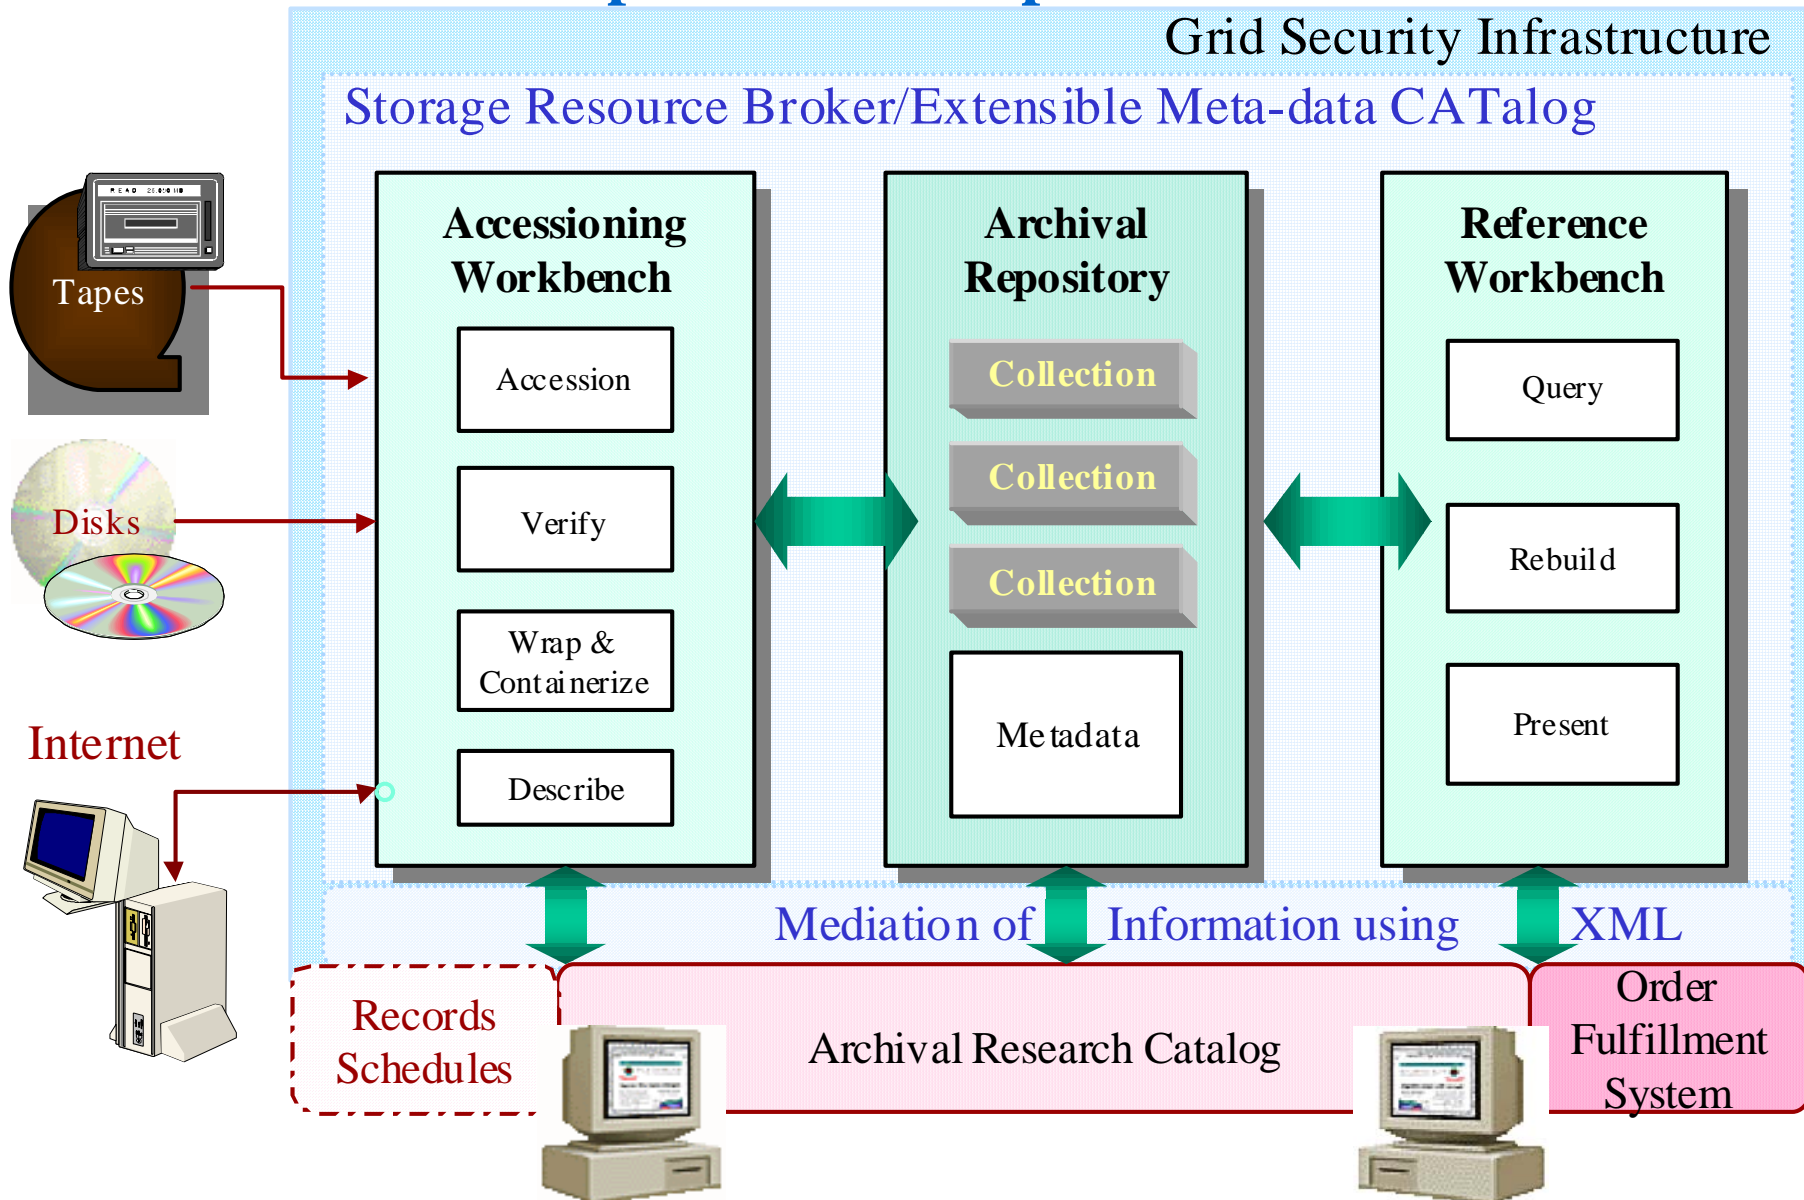 Grid Security Infrastructure
Storage Resource Broker/Extensible Meta-data CATalog
Tapes
Disks
Internet
Accessioning
Workbench
Accession
Verify
Wrap &
Containerize
Describe
Archival
Repository
Collection
Collection
Collection
Metadata
Reference
Workbench
Query
Rebuild
Present
Mediation of Information using XML
Records
Schedules
Archival Research Catalog
Order
Fulfillment
System